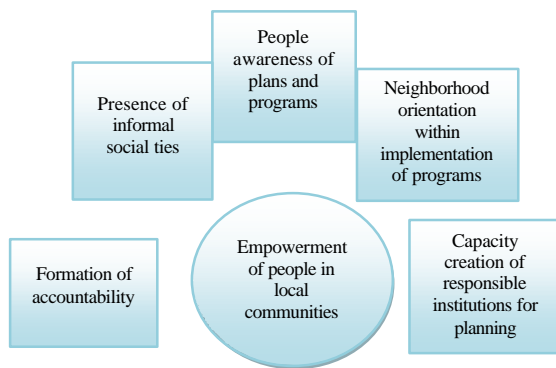 People
awareness of
plans and
programs
Presence of
informal
social ties
Neighborhood
orientation
within
implementation
of programs
Formation of
accountability
Empowerment
of people in
local
communities
Capacity
creation of
responsible
institutions for
planning